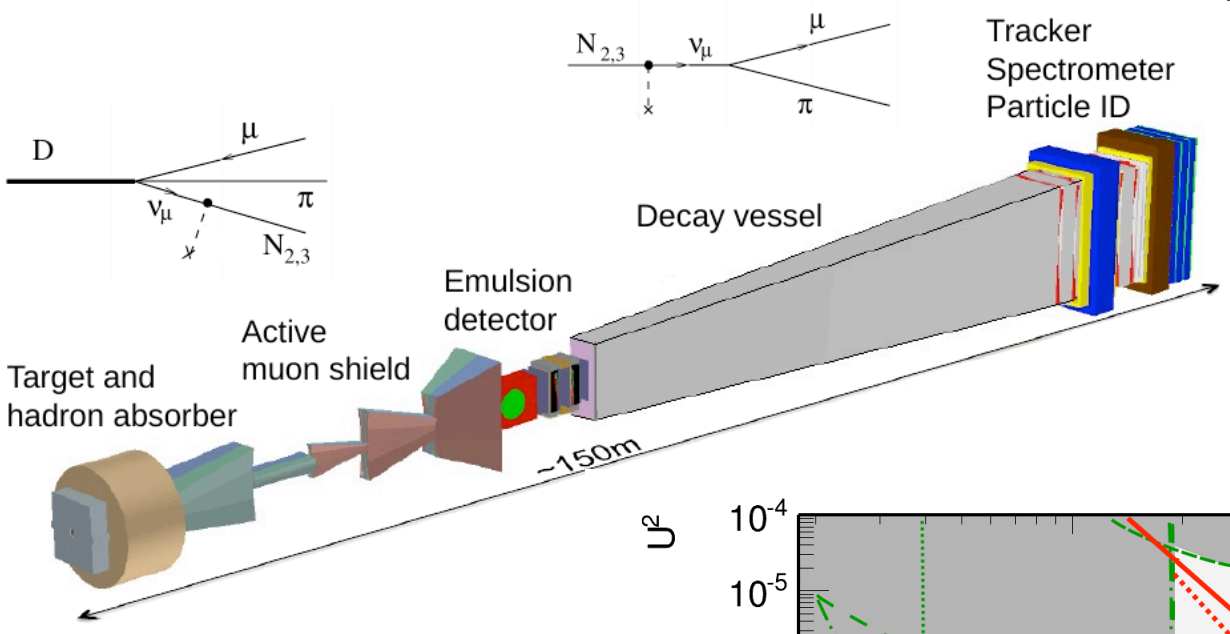 N2,3
νμ
μ
π
Tracker
Spectrometer
Particle ID
D
μ
νμ
π
N2,3
Decay vessel
Emulsion
detector
Active
muon shield
Target and
hadron absorber
~150m
U²
10⁻⁴
10⁻⁵